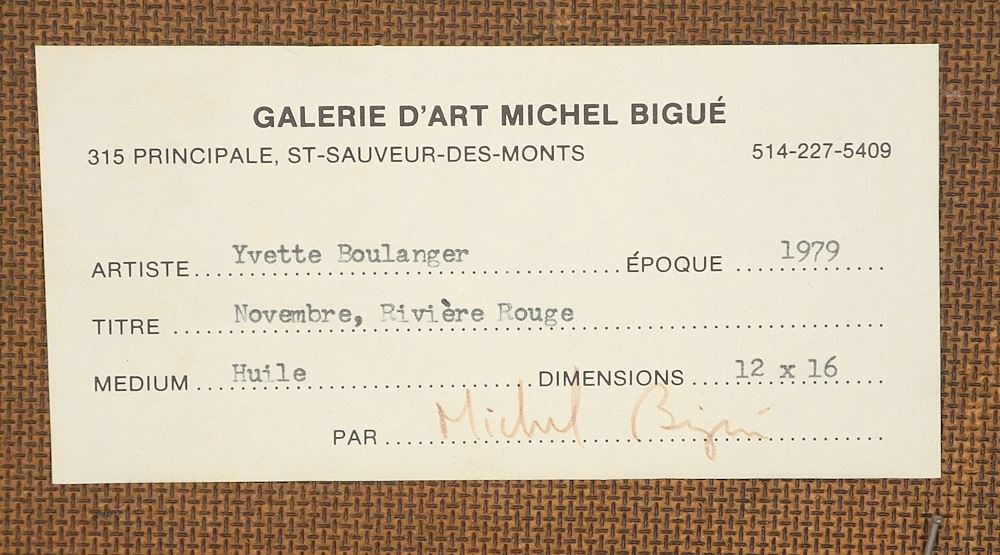 GALERIE D'ART MICHEL BIGUÉ
315 PRINCIPALE, ST-SAUVEUR-DES-MONTS 514-227-5409
ARTISTE.... Yvette Boulanger ....ÉPOQUE .... 1979 ....
TITRE .... Novembre, Rivière Rouge ....
MEDIUM .... Huile .... DIMENSIONS .... 12 x 16 ....
PAR .... Michel Bigué ....